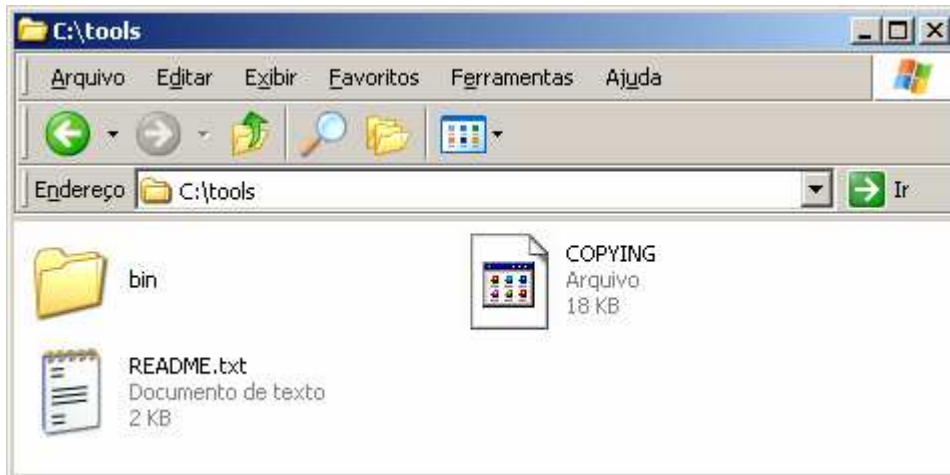 C:\tools
Arquivo Editar Exibir Favoritos Ferramentas Ajuda
Endereço C:\tools Ir
bin
COPYING
Arquivo
18 KB
README.txt
Documento de texto
2 KB